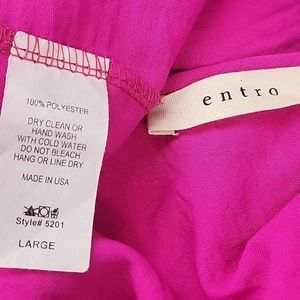 100% POLYESTER
DRY CLEAN OR
HAND WASH
WITH COLD WATER
DO NOT BLEACH
HANG OR LINE DRY
MADE IN USA
Style# 5201
LARGE
entro